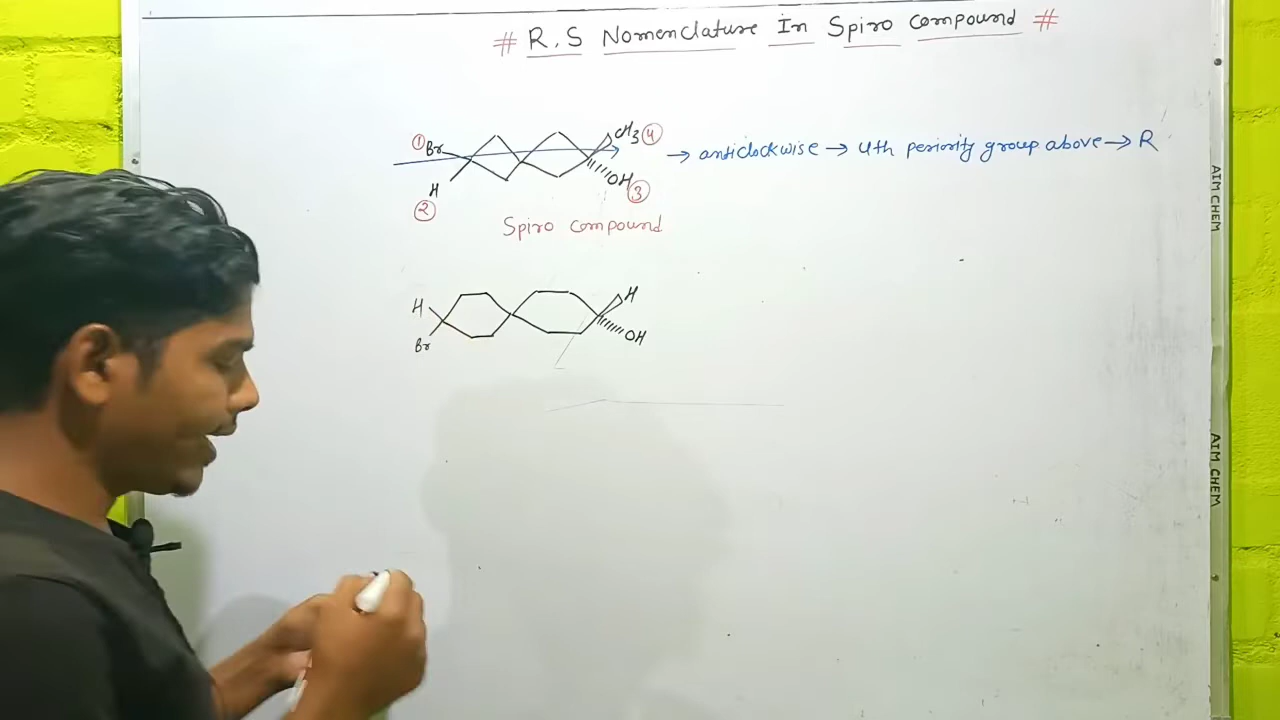 # R.S Nomenclature In Spiro compound #
① Br CH3 ④ → anticlockwise → 4th periority group above → R
H OH ③
②
Spiro compound
H H
Br OH
AIM CHEM
AIM CHEM